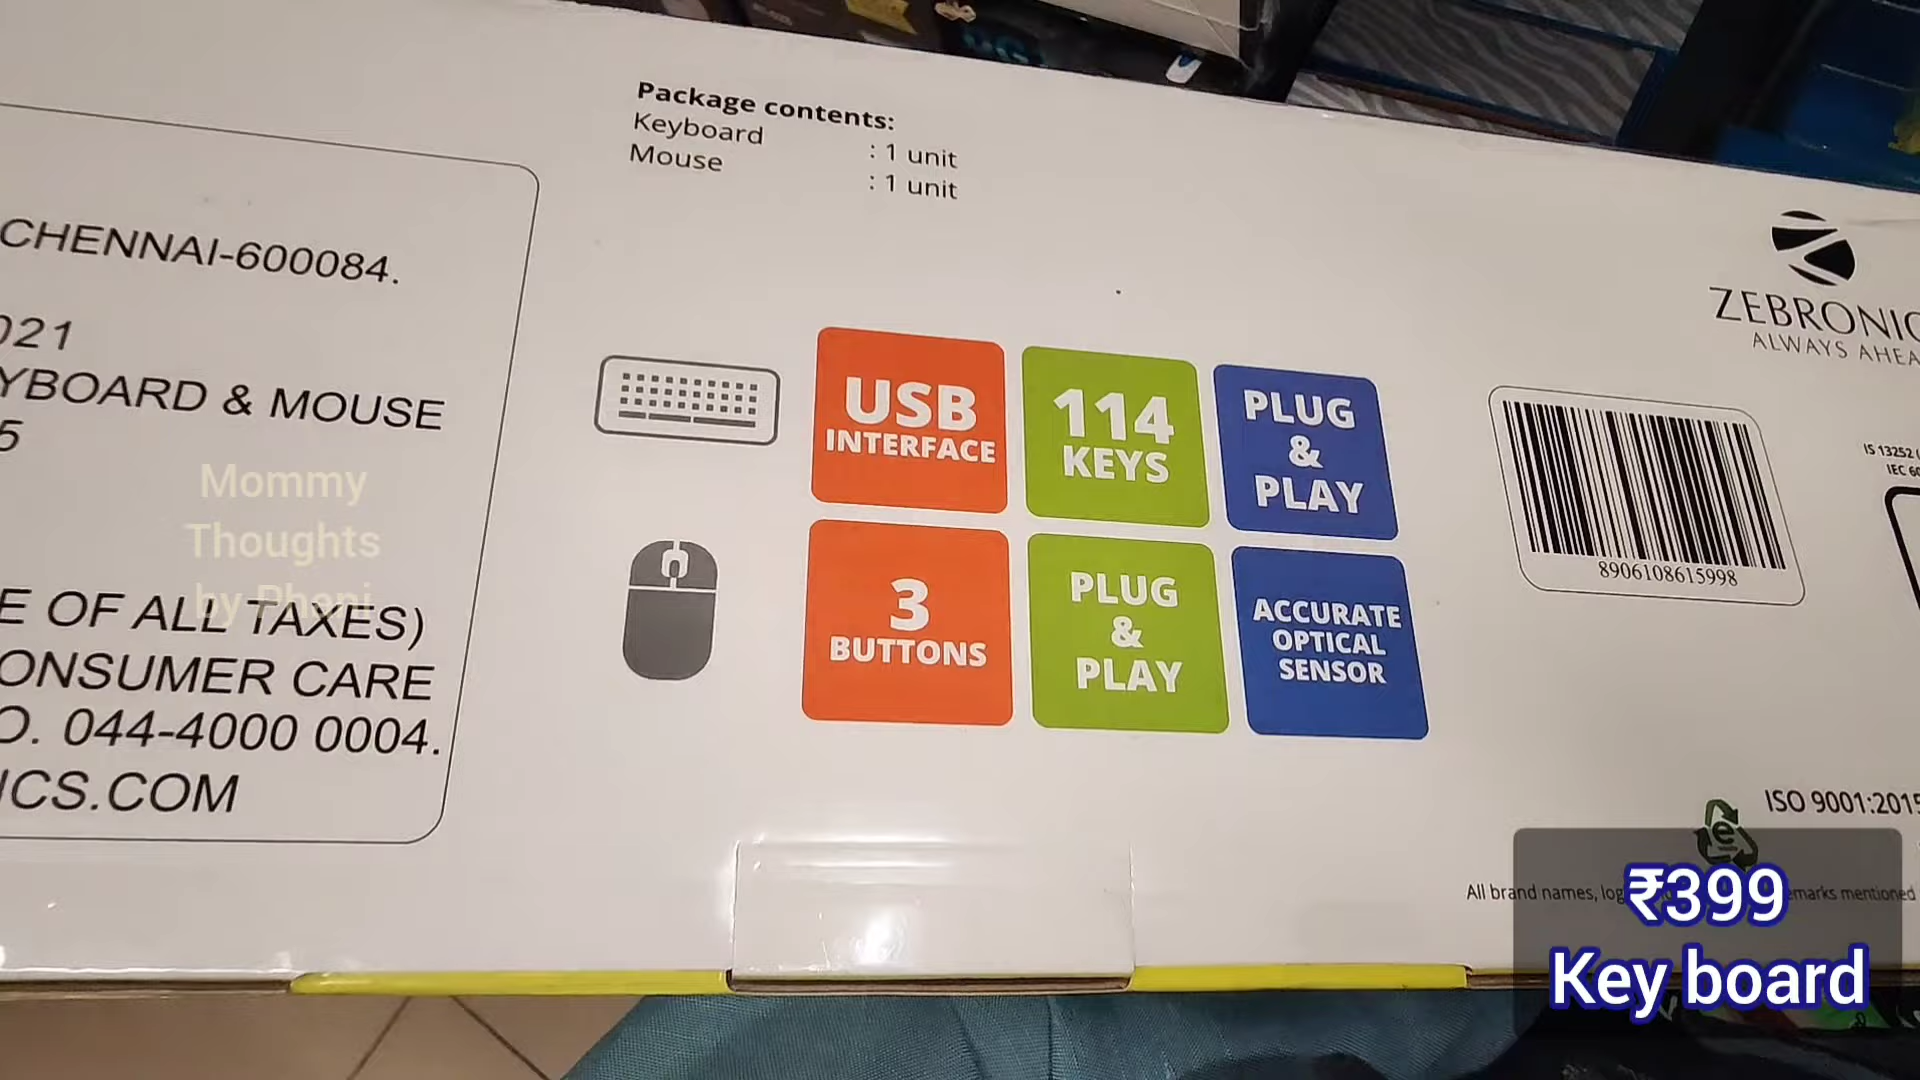 Package contents:
Keyboard : 1 unit
Mouse : 1 unit
CHENNAI-600084.
021
YBOARD & MOUSE
5
E OF ALL TAXES)
ONSUMER CARE
O. 044-4000 0004.
ICS.COM
Mommy
Thoughts
by Pheni
USB
INTERFACE
114
KEYS
PLUG
&
PLAY
3
BUTTONS
PLUG
&
PLAY
ACCURATE
OPTICAL
SENSOR
ZEBRONIC
ALWAYS AHEA
8906108615998
IS 13252 (
IEC 60
ISO 9001:2015
All brand names, log
emarks mentioned
₹399
Key board